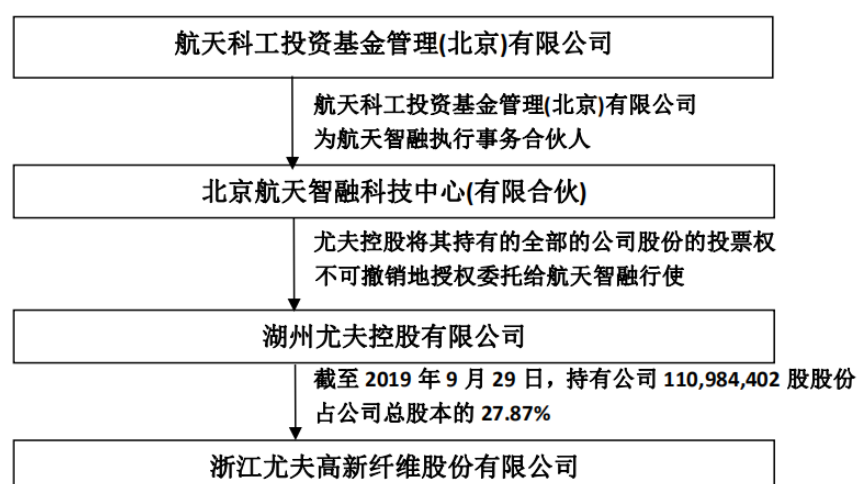 航天科工投资基金管理(北京)有限公司
航天科工投资基金管理(北京)有限公司
为航天智融执行事务合伙人
北京航天智融科技中心(有限合伙)
尤夫控股将其持有的全部的公司股份的投票权
不可撤销地授权委托给航天智融行使
湖州尤夫控股有限公司
截至 2019 年 9 月 29 日，持有公司 110,984,402 股股份
占公司总股本的 27.87%
浙江尤夫高新纤维股份有限公司